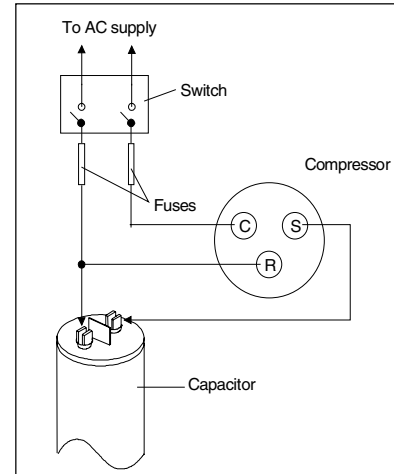 To AC supply
Switch
Compressor
Fuses
C
S
R
Capacitor